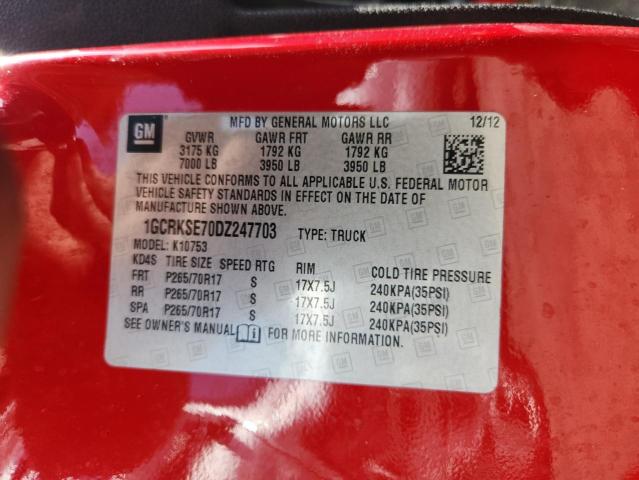 MFD BY GENERAL MOTORS LLC 12/12
GM
GVWR GAWR FRT GAWR RR
3175 KG 1792 KG 1792 KG
7000 LB 3950 LB 3950 LB
THIS VEHICLE CONFORMS TO ALL APPLICABLE U.S. FEDERAL MOTOR
VEHICLE SAFETY STANDARDS IN EFFECT ON THE DATE OF
MANUFACTURE SHOWN ABOVE.
1GCRKSE70DZ247703 TYPE: TRUCK
MODEL: K10753
KD4S TIRE SIZE SPEED RTG RIM COLD TIRE PRESSURE
FRT P265/70R17 S 17X7.5J 240KPA(35PSI)
RR P265/70R17 S 17X7.5J 240KPA(35PSI)
SPA P265/70R17 S 17X7.5J 240KPA(35PSI)
SEE OWNER'S MANUAL FOR MORE INFORMATION.